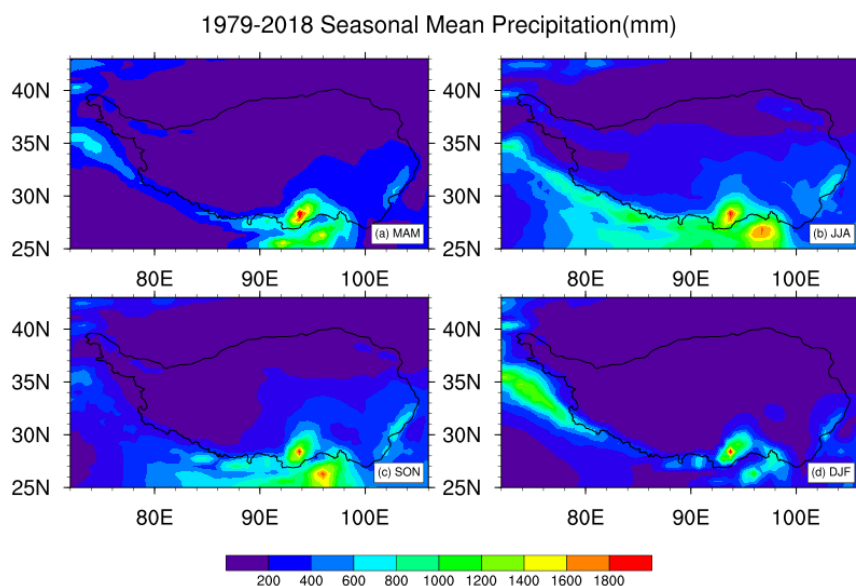 1979-2018 Seasonal Mean Precipitation(mm)
40N
35N
30N
25N
(a) MAM
80E 90E 100E
40N
35N
30N
25N
(b) JJA
80E 90E 100E
40N
35N
30N
25N
(c) SON
80E 90E 100E
40N
35N
30N
25N
(d) DJF
80E 90E 100E
200 400 600 800 1000 1200 1400 1600 1800